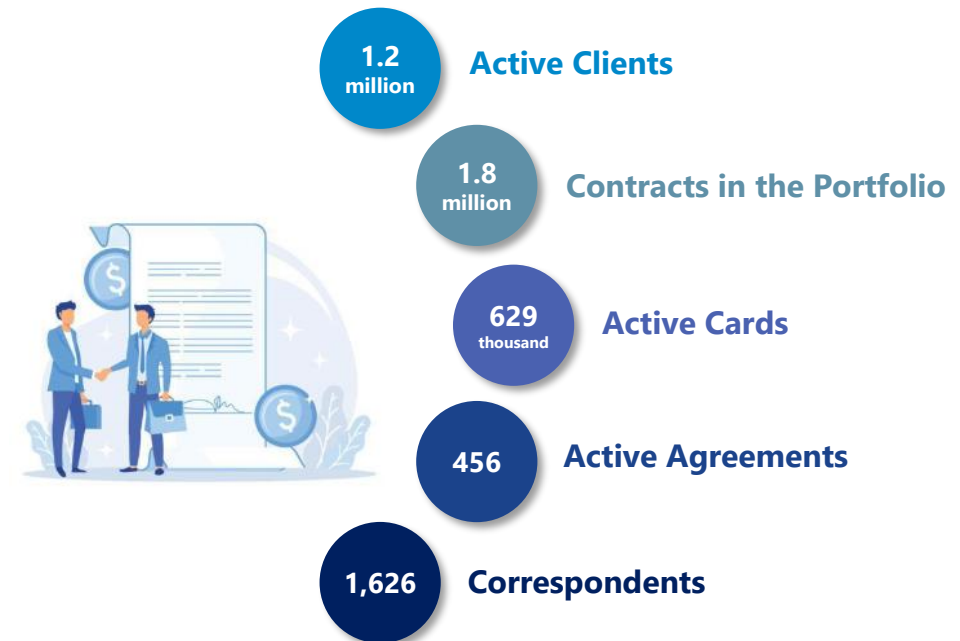 1.2
million
Active Clients
1.8
million
Contracts in the Portfolio
629
thousand
Active Cards
456
Active Agreements
1,626
Correspondents
$
$